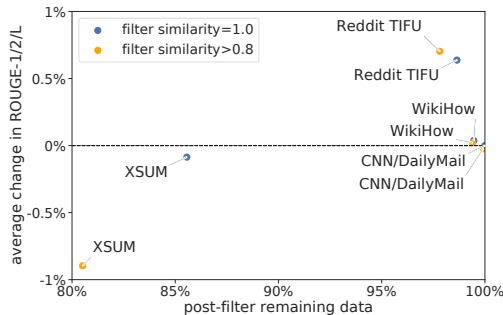 filter similarity=1.0
filter similarity>0.8
Reddit TIFU
Reddit TIFU
WikiHow
WikiHow
CNN/DailyMail
CNN/DailyMail
XSUM
XSUM
1%
0.5%
0%
-0.5%
-1%
average change in ROUGE-1/2/L
80%
85%
90%
95%
100%
post-filter remaining data